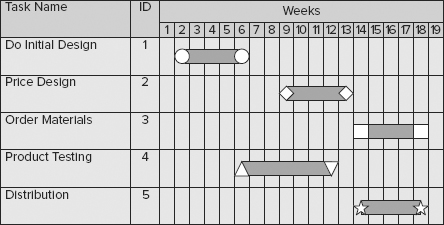 Task Name ID Weeks
1 2 3 4 5 6 7 8 9 10 11 12 13 14 15 16 17 18 19
Do Initial Design 1
Price Design 2
Order Materials 3
Product Testing 4
Distribution 5